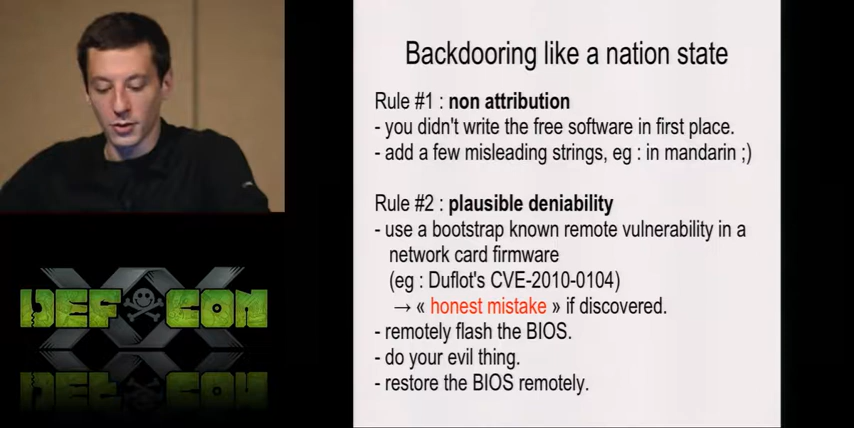 Backdooring like a nation state
Rule #1 : non attribution
- you didn't write the free software in first place.
- add a few misleading strings, eg : in mandarin ;)
Rule #2 : plausible deniability
- use a bootstrap known remote vulnerability in a
network card firmware
(eg : Duflot's CVE-2010-0104)
→ « honest mistake » if discovered.
- remotely flash the BIOS.
- do your evil thing.
- restore the BIOS remotely.
XX
DEF CON